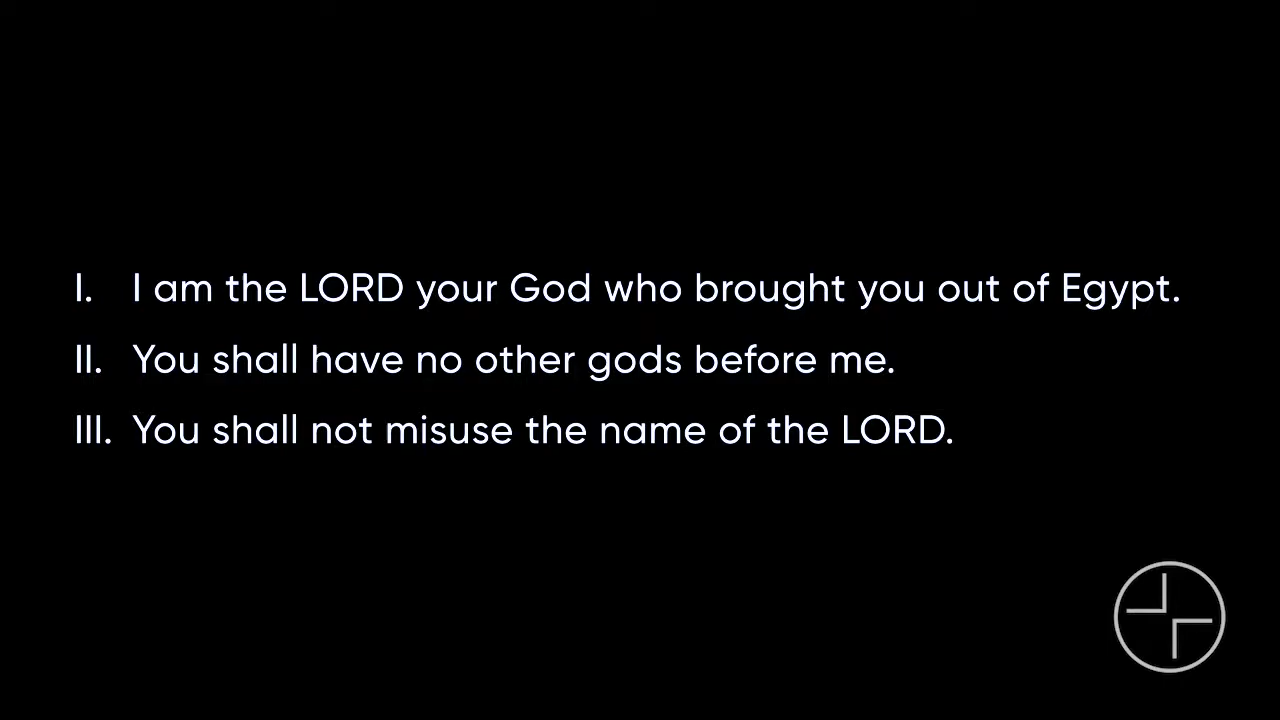 I. I am the LORD your God who brought you out of Egypt.
II. You shall have no other gods before me.
III. You shall not misuse the name of the LORD.